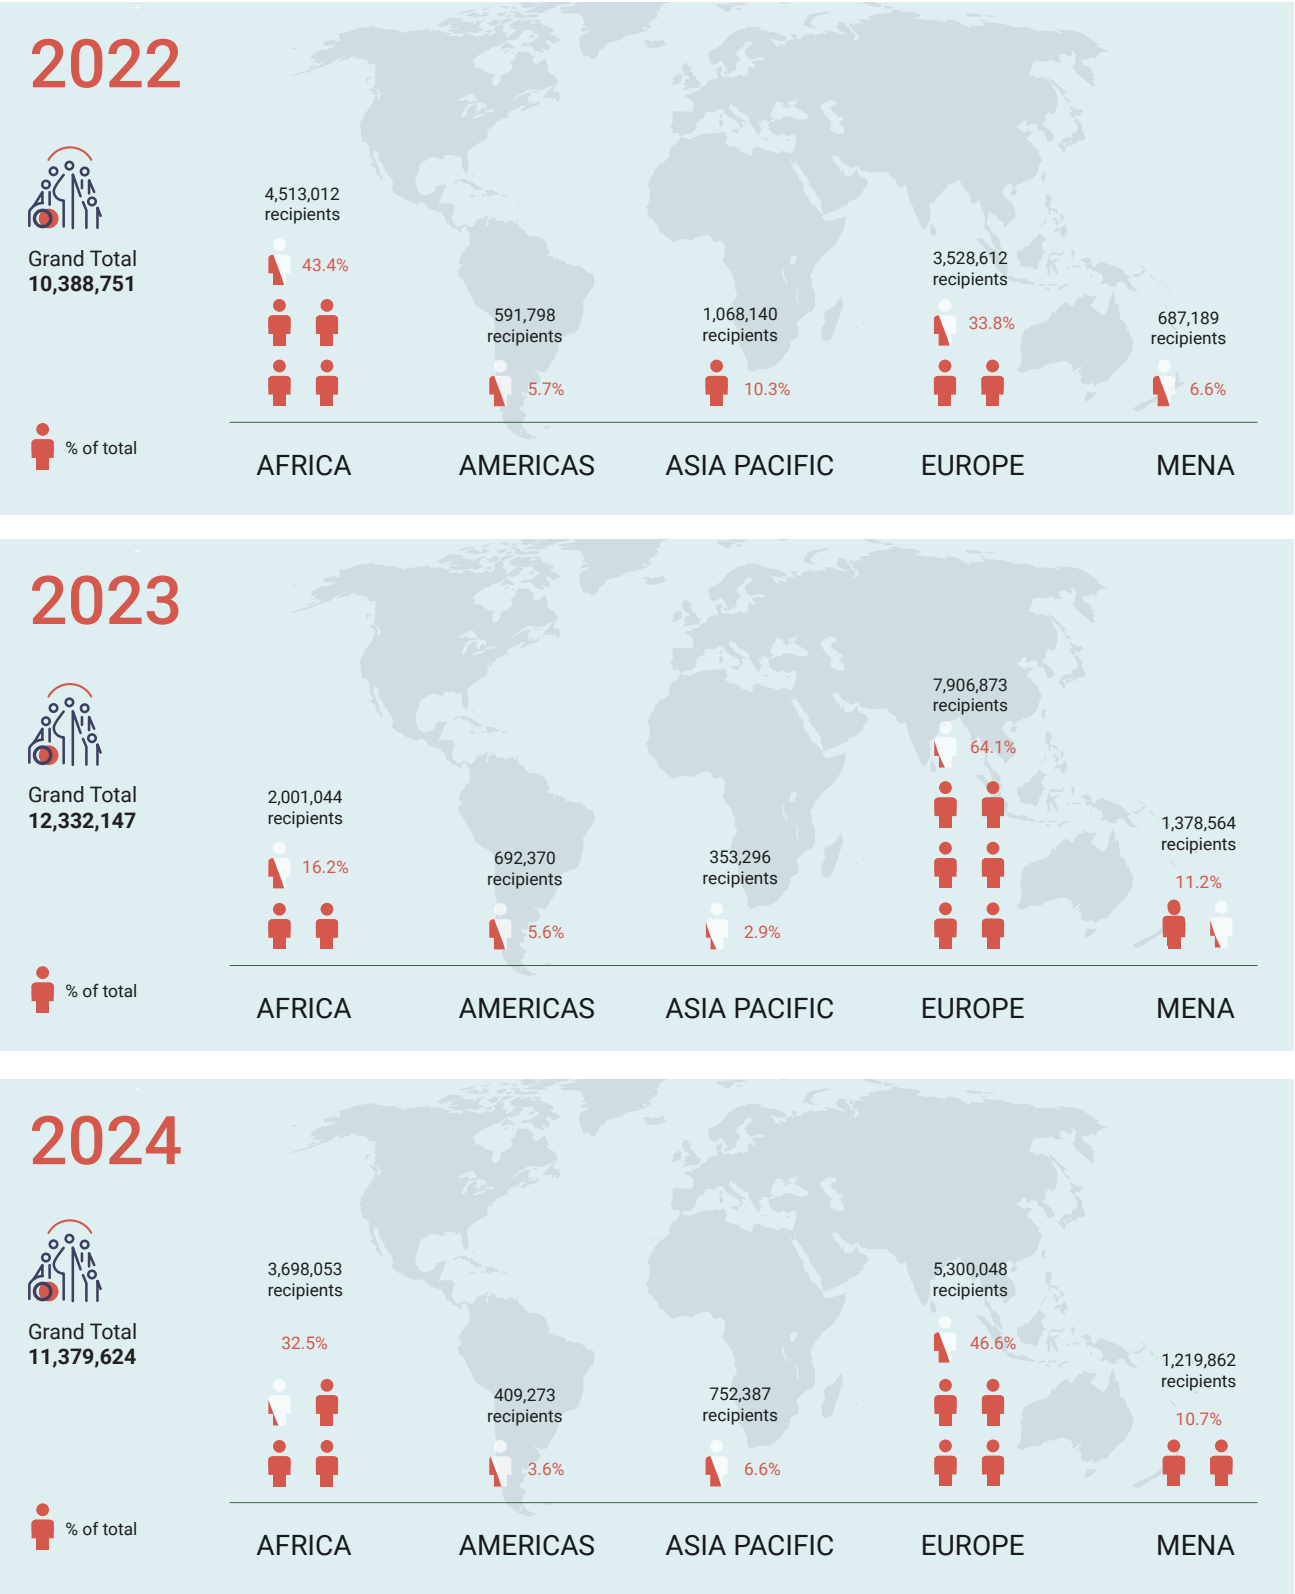 2022
Grand Total
10,388,751
% of total
4,513,012
recipients
43.4%
AFRICA
591,798
recipients
5.7%
AMERICAS
1,068,140
recipients
10.3%
ASIA PACIFIC
3,528,612
recipients
33.8%
EUROPE
687,189
recipients
6.6%
MENA
2023
Grand Total
12,332,147
% of total
2,001,044
recipients
16.2%
AFRICA
692,370
recipients
5.6%
AMERICAS
353,296
recipients
2.9%
ASIA PACIFIC
7,906,873
recipients
64.1%
EUROPE
1,378,564
recipients
11.2%
MENA
2024
Grand Total
11,379,624
% of total
3,698,053
recipients
32.5%
AFRICA
409,273
recipients
3.6%
AMERICAS
752,387
recipients
6.6%
ASIA PACIFIC
5,300,048
recipients
46.6%
EUROPE
1,219,862
recipients
10.7%
MENA